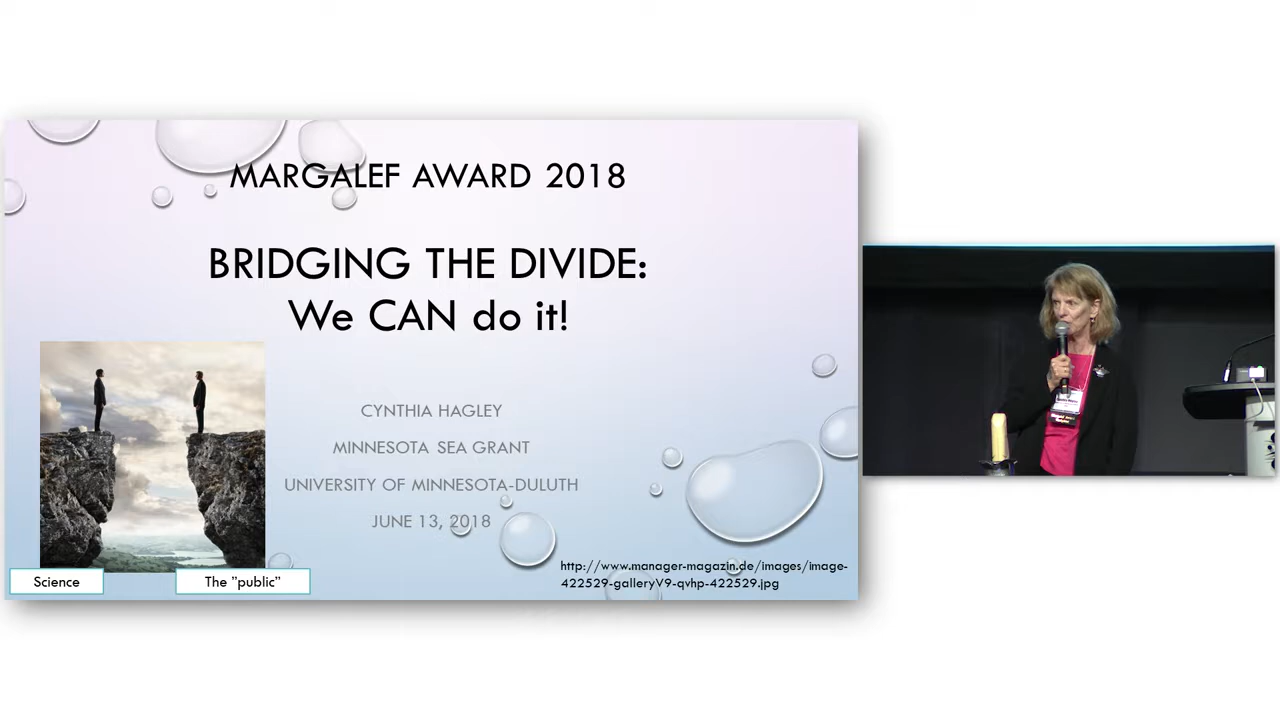 MARGALEF AWARD 2018
BRIDGING THE DIVIDE:
We CAN do it!
CYNTHIA HAGLEY
MINNESOTA SEA GRANT
UNIVERSITY OF MINNESOTA-DULUTH
JUNE 13, 2018
http://www.manager-magazin.de/images/image-
422529-galleryV9-qvhp-422529.jpg
Science
The ”public”